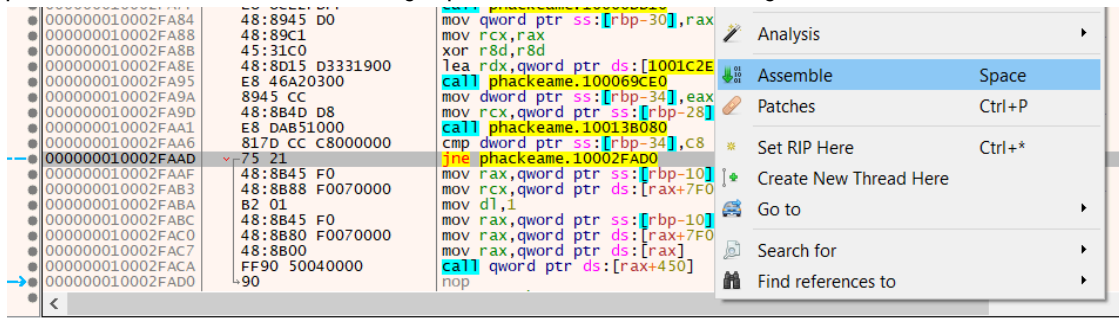 000000010002FA84 48:8945 D0 mov qword ptr ss:[rbp-30],rax
000000010002FA88 48:89C1 mov rcx,rax
000000010002FA8B 45:31C0 xor r8d,r8d
000000010002FA8E 48:8D15 D3331900 lea rdx,qword ptr ds:[1001C2E
000000010002FA95 E8 46A20300 call phackeame.100069CE0
000000010002FA9A 8945 CC mov dword ptr ss:[rbp-34],eax
000000010002FA9D 48:8B4D D8 mov rcx,qword ptr ss:[rbp-28]
000000010002FAA1 E8 DAB51000 call phackeame.10013B080
000000010002FAA6 817D CC C8000000 cmp dword ptr ss:[rbp-34],C8
000000010002FAAD 75 21 jne phackeame.10002FAD0
000000010002FAAF 48:8B45 F0 mov rax,qword ptr ss:[rbp-10]
000000010002FAB3 48:8B88 F0070000 mov rcx,qword ptr ds:[rax+7F0
000000010002FABA B2 01 mov dl,1
000000010002FABC 48:8B45 F0 mov rax,qword ptr ss:[rbp-10]
000000010002FAC0 48:8B80 F0070000 mov rax,qword ptr ds:[rax+7F0
000000010002FAC7 48:8B00 mov rax,qword ptr ds:[rax]
000000010002FACA FF90 50040000 call qword ptr ds:[rax+450]
000000010002FAD0 90 nop
Analysis
Assemble Space
Patches Ctrl+P
Set RIP Here Ctrl+*
Create New Thread Here
Go to
Search for
Find references to